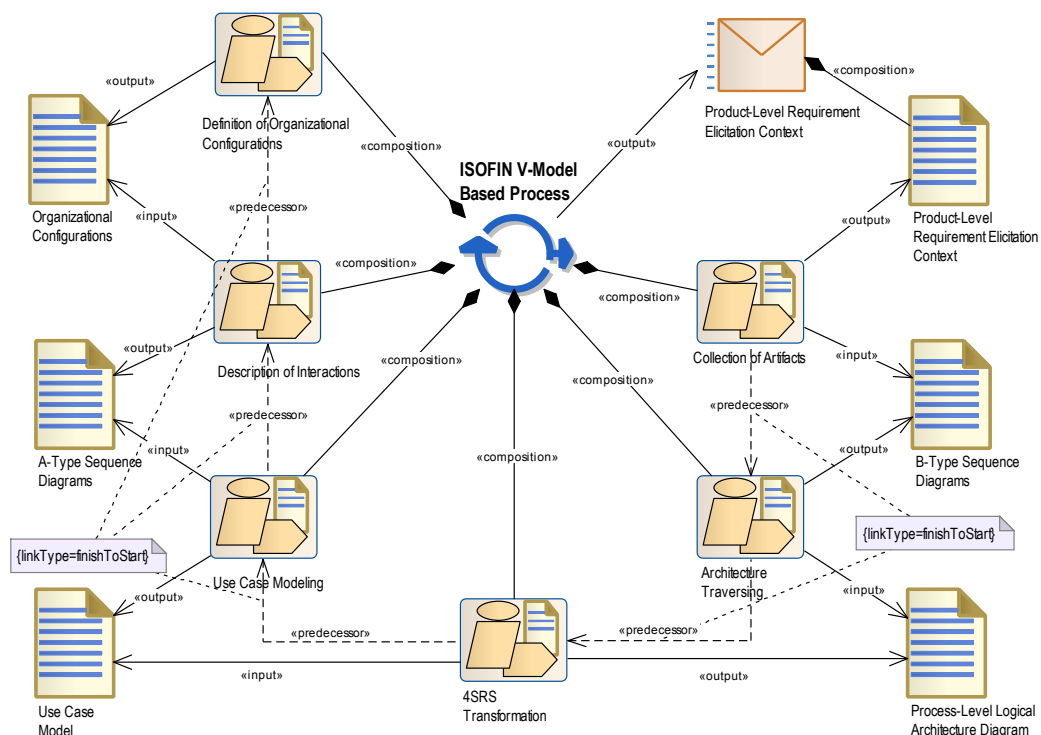 «output»
«composition»
Product-Level Requirement
Elicitation Context
Definition of Organizational
Configurations
«composition»
«output»
ISOFIN V-Model
Based Process
«predecessor»
«input»
Organizational
Configurations
«output»
Product-Level
Requirement Elicitation
Context
«composition»
«composition»
«output»
«input»
Description of Interactions
«composition»
Collection of Artifacts
«composition»
«predecessor»
«predecessor»
«input»
«output»
A-Type Sequence
Diagrams
«composition»
B-Type Sequence
Diagrams
{linkType=finishToStart}
{linkType=finishToStart}
Use Case Modeling
Architecture
Traversing
«output»
«input»
«predecessor»
«predecessor»
«input»
«output»
4SRS
Transformation
Use Case
Model
Process-Level Logical
Architecture Diagram